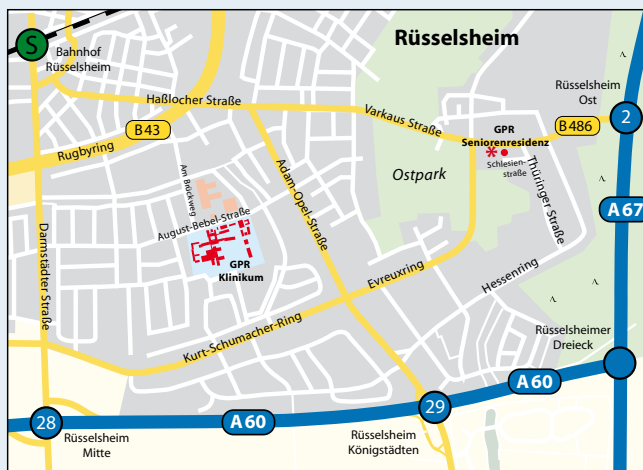 S
Bahnhof
Rüsselsheim
Rüsselsheim
Haßlocher Straße
B43
Rugbyring
Varkaus Straße
Rüsselsheim
Ost
2
B486
GPR
Seniorenresidenz
Schlesien-
straße
Ostpark
Thüringer Straße
A67
Am Brückweg
August-Bebel-Straße
Adam-Opel-Straße
GPR
Klinikum
Darmstädter Straße
Evreuxring
Hessenring
Kurt-Schumacher-Ring
Rüsselsheimer
Dreieck
A60
A60
28
29
Rüsselsheim
Mitte
Rüsselsheim
Königstädten